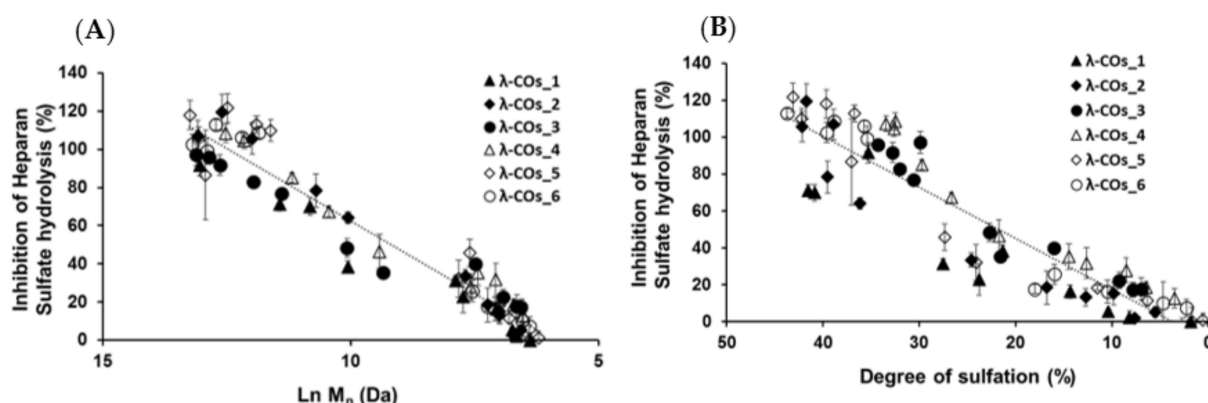 (A)
Inhibition of Heparan
Sulfate hydrolysis (%)
140
120
100
80
60
40
20
0
15
10
5
Ln Mn (Da)
λ-COs_1
λ-COs_2
λ-COs_3
λ-COs_4
λ-COs_5
λ-COs_6
(B)
Inhibition of Heparan
Sulfate hydrolysis (%)
140
120
100
80
60
40
20
0
50
40
30
20
10
0
Degree of sulfation (%)
λ-COs_1
λ-COs_2
λ-COs_3
λ-COs_4
λ-COs_5
λ-COs_6